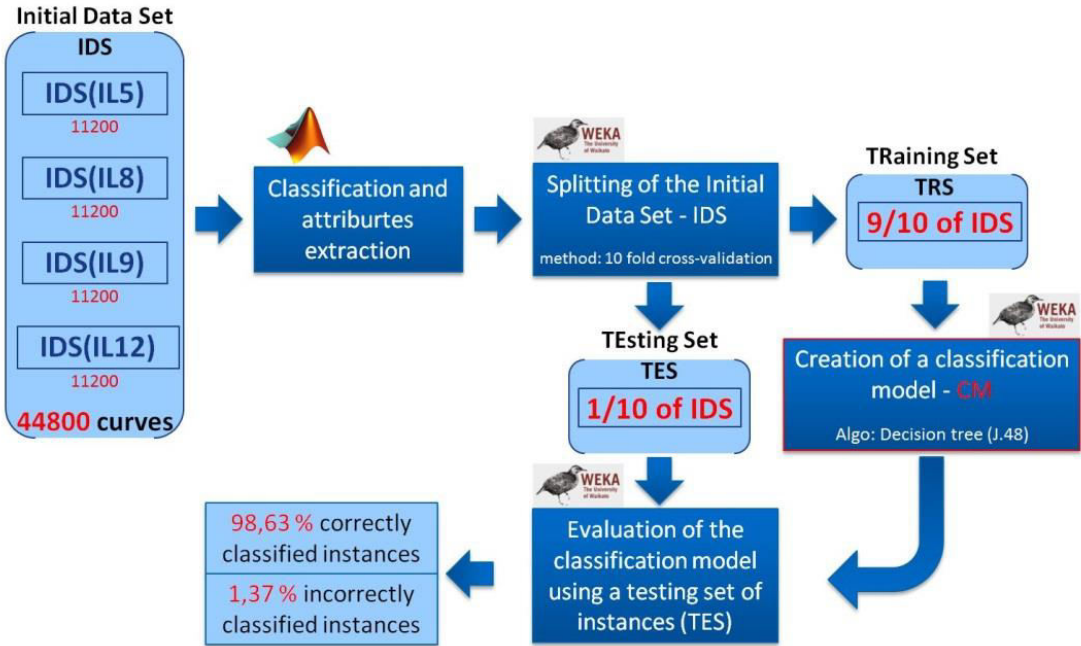 Initial Data Set
IDS
IDS(IL5)
11200
IDS(IL8)
11200
IDS(IL9)
11200
IDS(IL12)
11200
44800 curves
Classification and
attriburtes
extraction
WEKA
The University
of Waikato
Splitting of the Initial
Data Set - IDS
method: 10 fold cross-validation
TRaining Set
TRS
9/10 of IDS
WEKA
The University
of Waikato
Creation of a classification
model - CM
Algo: Decision tree (J.48)
TEsting Set
TES
1/10 of IDS
WEKA
The University
of Waikato
Evaluation of the
classification model
using a testing set of
instances (TES)
98,63 % correctly
classified instances
1,37 % incorrectly
classified instances